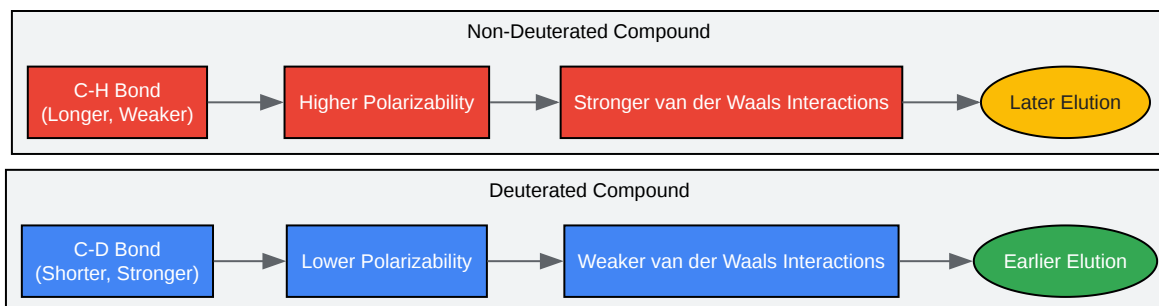 Non-Deuterated Compound
C-H Bond
(Longer, Weaker)
Higher Polarizability
Stronger van der Waals Interactions
Later Elution
Deuterated Compound
C-D Bond
(Shorter, Stronger)
Lower Polarizability
Weaker van der Waals Interactions
Earlier Elution